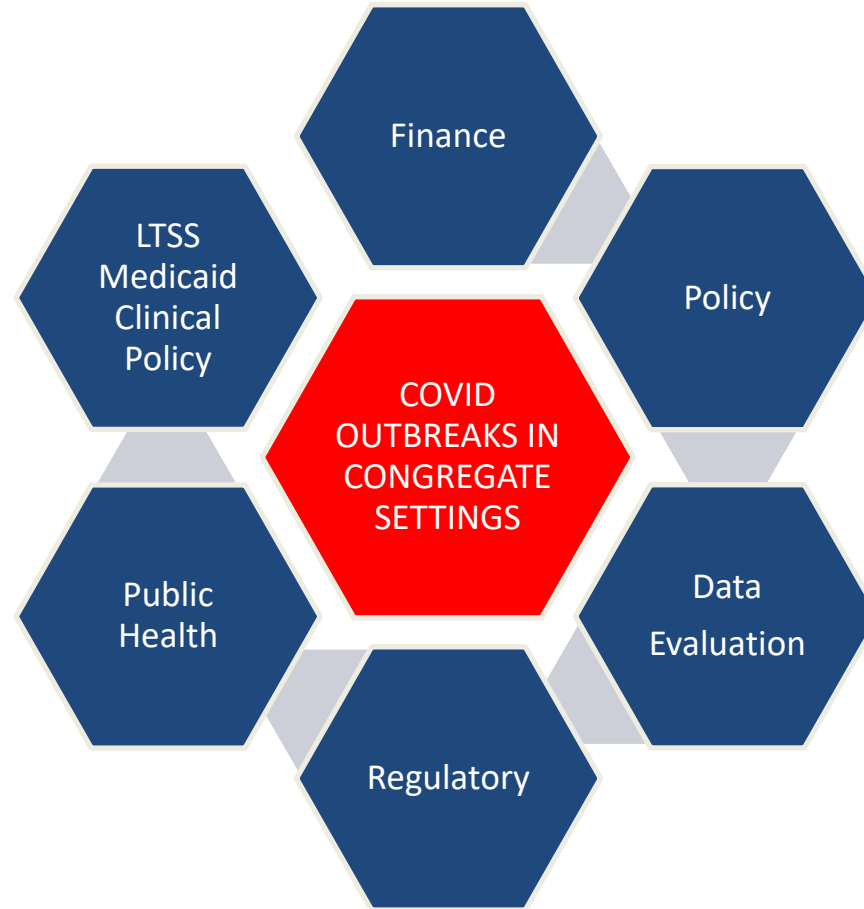 Finance
LTSS
Medicaid
Clinical
Policy
Policy
COVID
OUTBREAKS IN
CONGREGATE
SETTINGS
Public
Health
Data
Evaluation
Regulatory